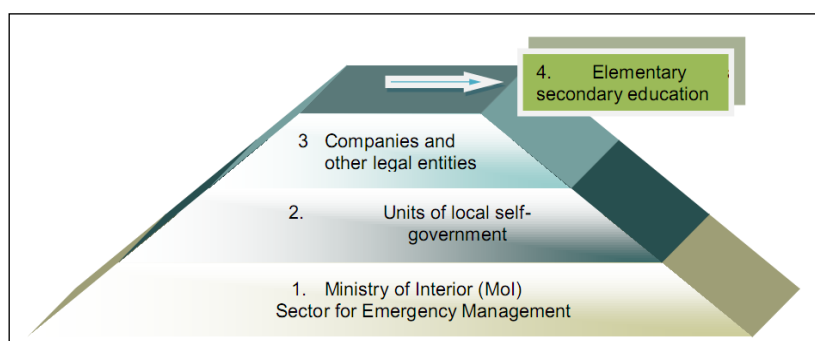 4. Elementary
secondary education
3 Companies and
other legal entities
2. Units of local self-
government
1. Ministry of Interior (MoI)
Sector for Emergency Management